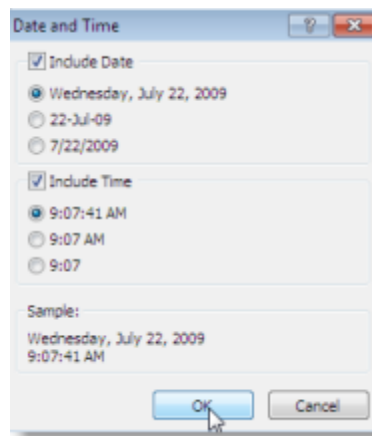 Date and Time
Include Date
Wednesday, July 22, 2009
22-Jul-09
7/22/2009
Include Time
9:07:41 AM
9:07 AM
9:07
Sample:
Wednesday, July 22, 2009
9:07:41 AM
OK
Cancel